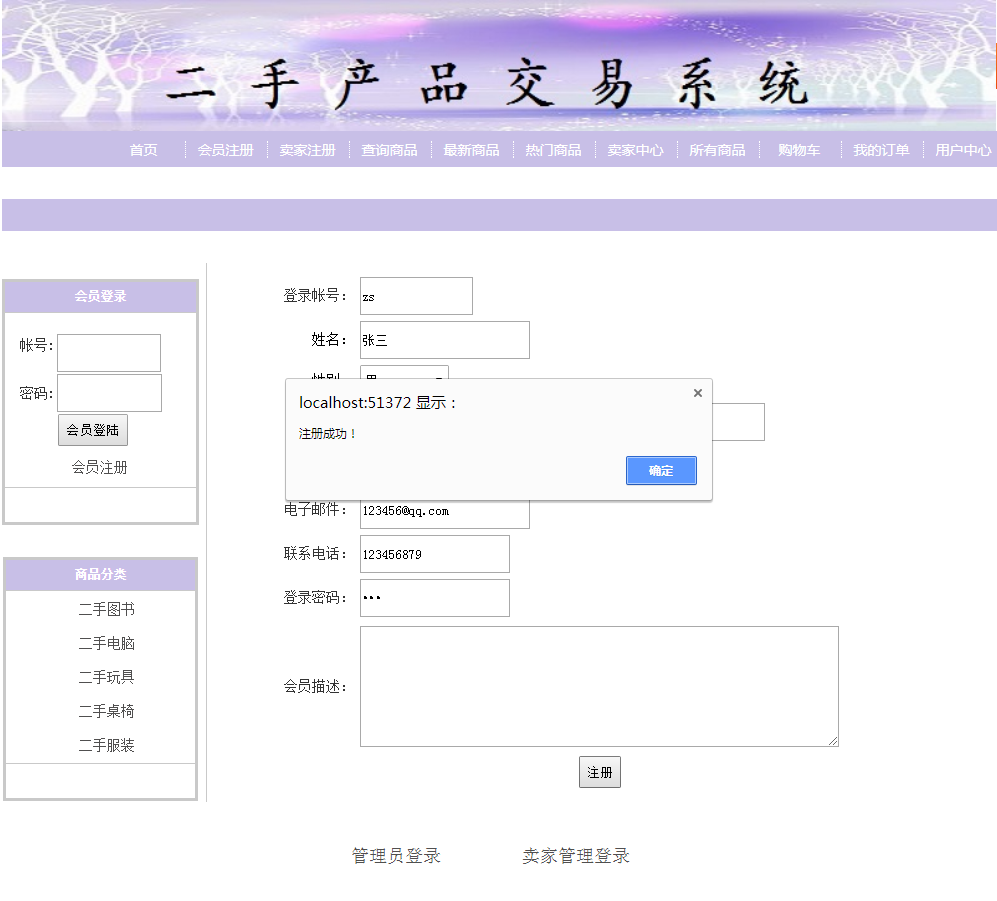 二手产品交易系统
首页 会员注册 卖家注册 查询商品 最新商品 热门商品 卖家中心 所有商品 购物车 我的订单 用户中心
会员登录
帐号:
密码:
会员登陆
会员注册
商品分类
二手图书
二手电脑
二手玩具
二手桌椅
二手服装
登录帐号： zs
姓名： 张三
localhost:51372 显示：
注册成功！
确定
电子邮件： 123456@qq.com
联系电话： 123456879
登录密码： •••
会员描述：
注册
管理员登录 卖家管理登录